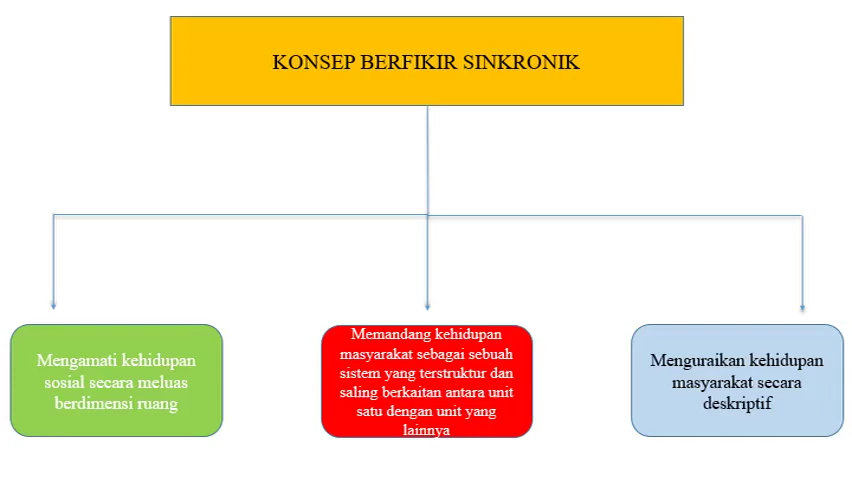 KONSEP BERFIKIR SINKRONIK
Mengamati kehidupan
sosial secara meluas
berdimensi ruang
Memandang kehidupan
masyarakat sebagai sebuah
sistem yang terstruktur dan
saling berkaitan antara unit
satu dengan unit yang
lainnya
Menguraikan kehidupan
masyarakat secara
deskriptif